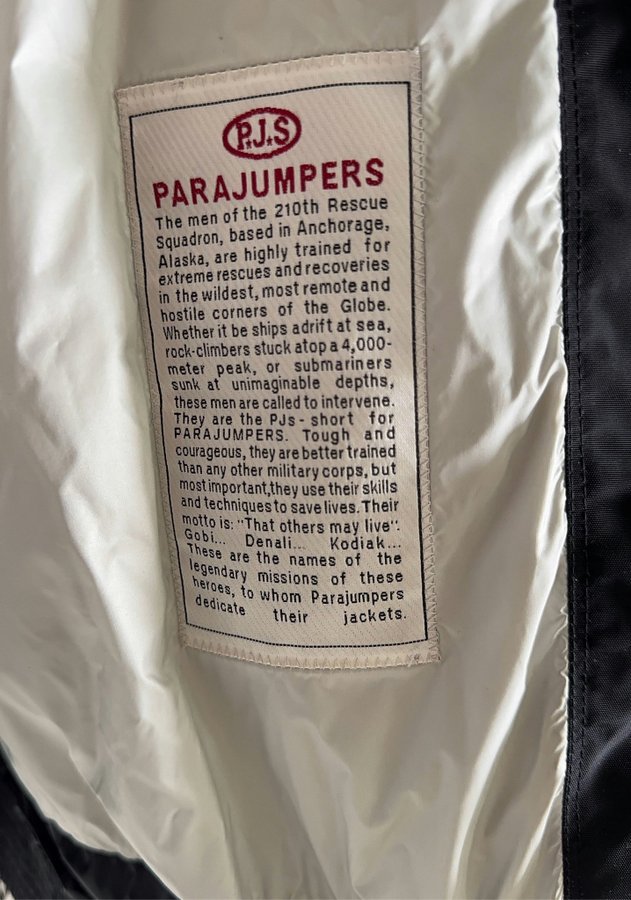 P.J.S
PARAJUMPERS
The men of the 210th Rescue
Squadron, based in Anchorage,
Alaska, are highly trained for
extreme rescues and recoveries
in the wildest, most remote and
hostile corners of the Globe.
Whether it be ships adrift at sea,
rock-climbers stuck atop a 4,000-
meter peak, or submariners
sunk at unimaginable depths,
these men are called to intervene.
They are the PJs - short for
PARAJUMPERS. Tough and
courageous, they are better trained
than any other military corps, but
most important,they use their skills
and techniques to save lives. Their
motto is: "That others may live".
Gobi... Denali... Kodiak...
These are the names of the
legendary missions of these
heroes, to whom Parajumpers
dedicate their jackets.